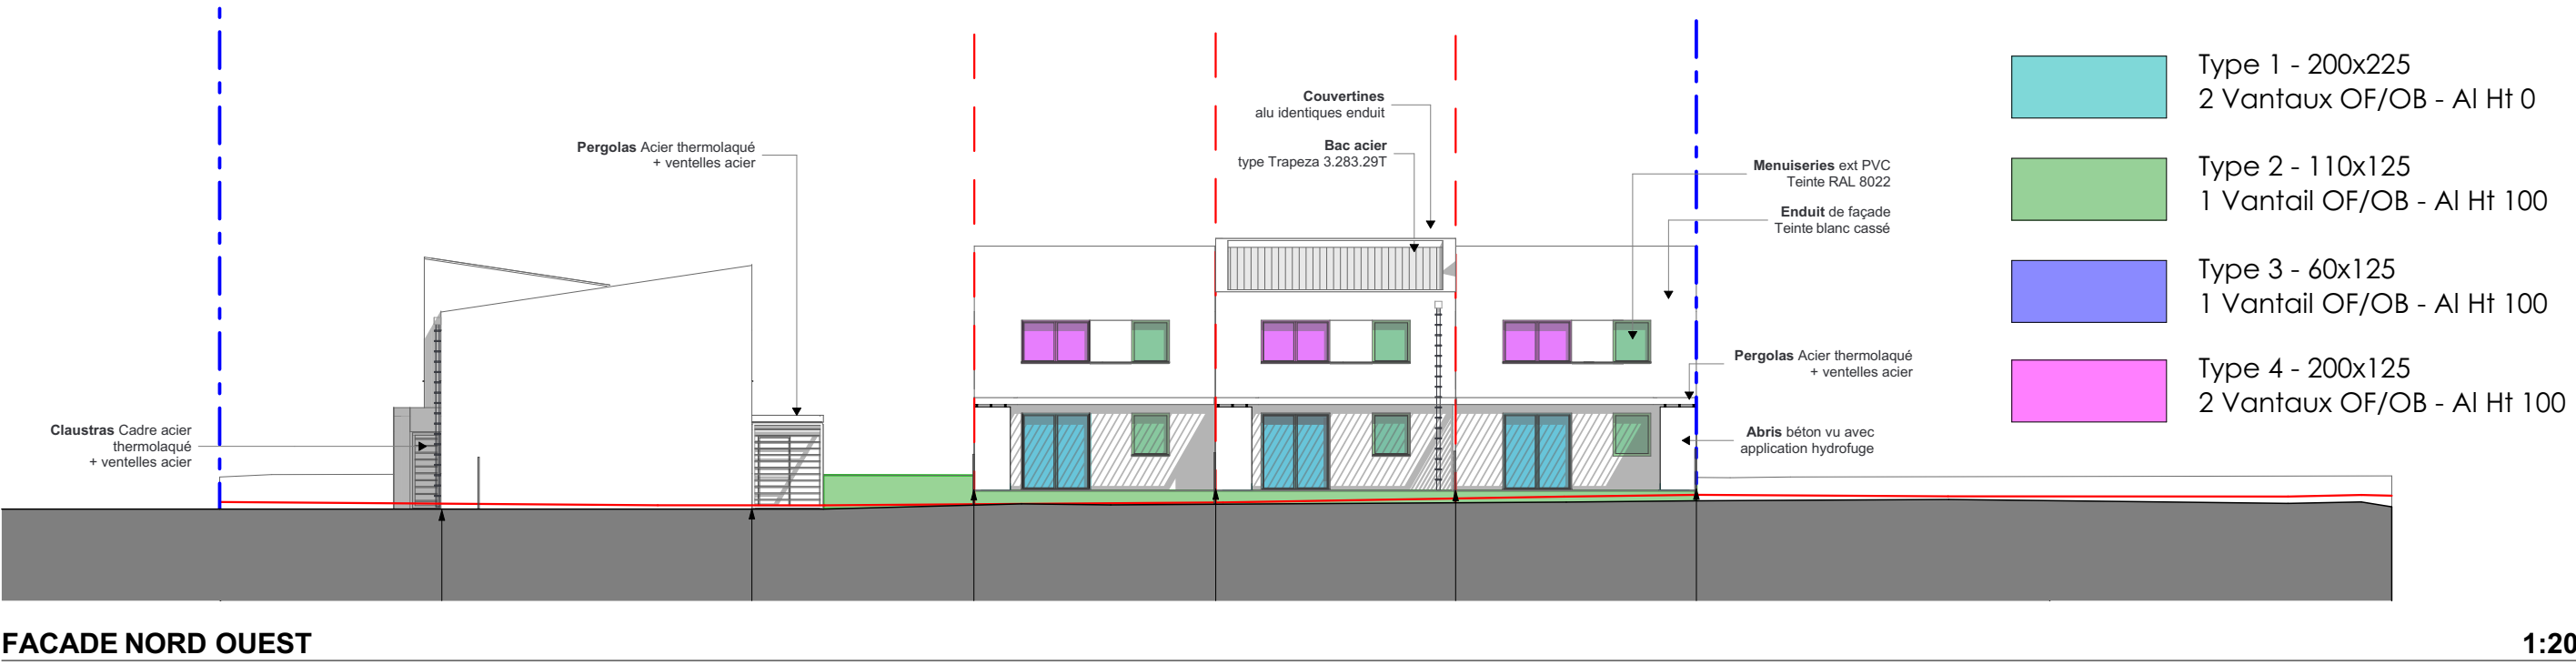 Pergolas Acier thermolaqué
+ ventelles acier
Claustras Cadre acier
thermolaqué
+ ventelles acier
Couvertines
alu identiques enduit
Bac acier
type Trapeza 3.283.29T
Menuiseries ext PVC
Teinte RAL 8022
Enduit de façade
Teinte blanc cassé
Pergolas Acier thermolaqué
+ ventelles acier
Abris béton vu avec
application hydrofuge
Type 1 - 200x225
2 Vantaux OF/OB - Al Ht 0
Type 2 - 110x125
1 Vantail OF/OB - Al Ht 100
Type 3 - 60x125
1 Vantail OF/OB - Al Ht 100
Type 4 - 200x125
2 Vantaux OF/OB - Al Ht 100
FACADE NORD OUEST
1:20